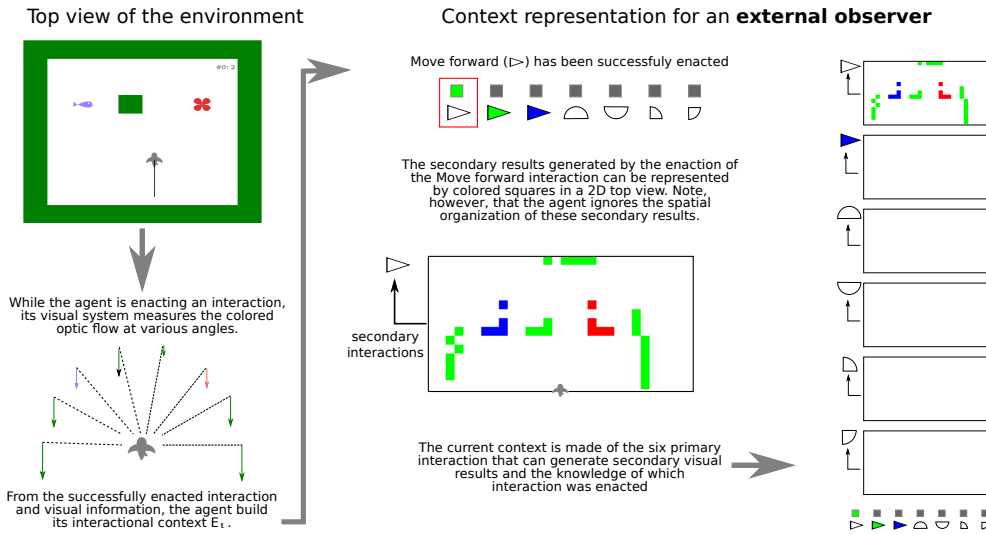 Top view of the environment
#0: 2
While the agent is enacting an interaction,
its visual system measures the colored
optic flow at various angles.
From the successfully enacted interaction
and visual information, the agent build
its interactional context E t .
Context representation for an external observer
Move forward ( ) has been successfuly enacted
The secondary results generated by the enaction of
the Move forward interaction can be represented
by colored squares in a 2D top view. Note,
however, that the agent ignores the spatial
organization of these secondary results.
secondary
interactions
The current context is made of the six primary
interaction that can generate secondary visual
results and the knowledge of which
interaction was enacted